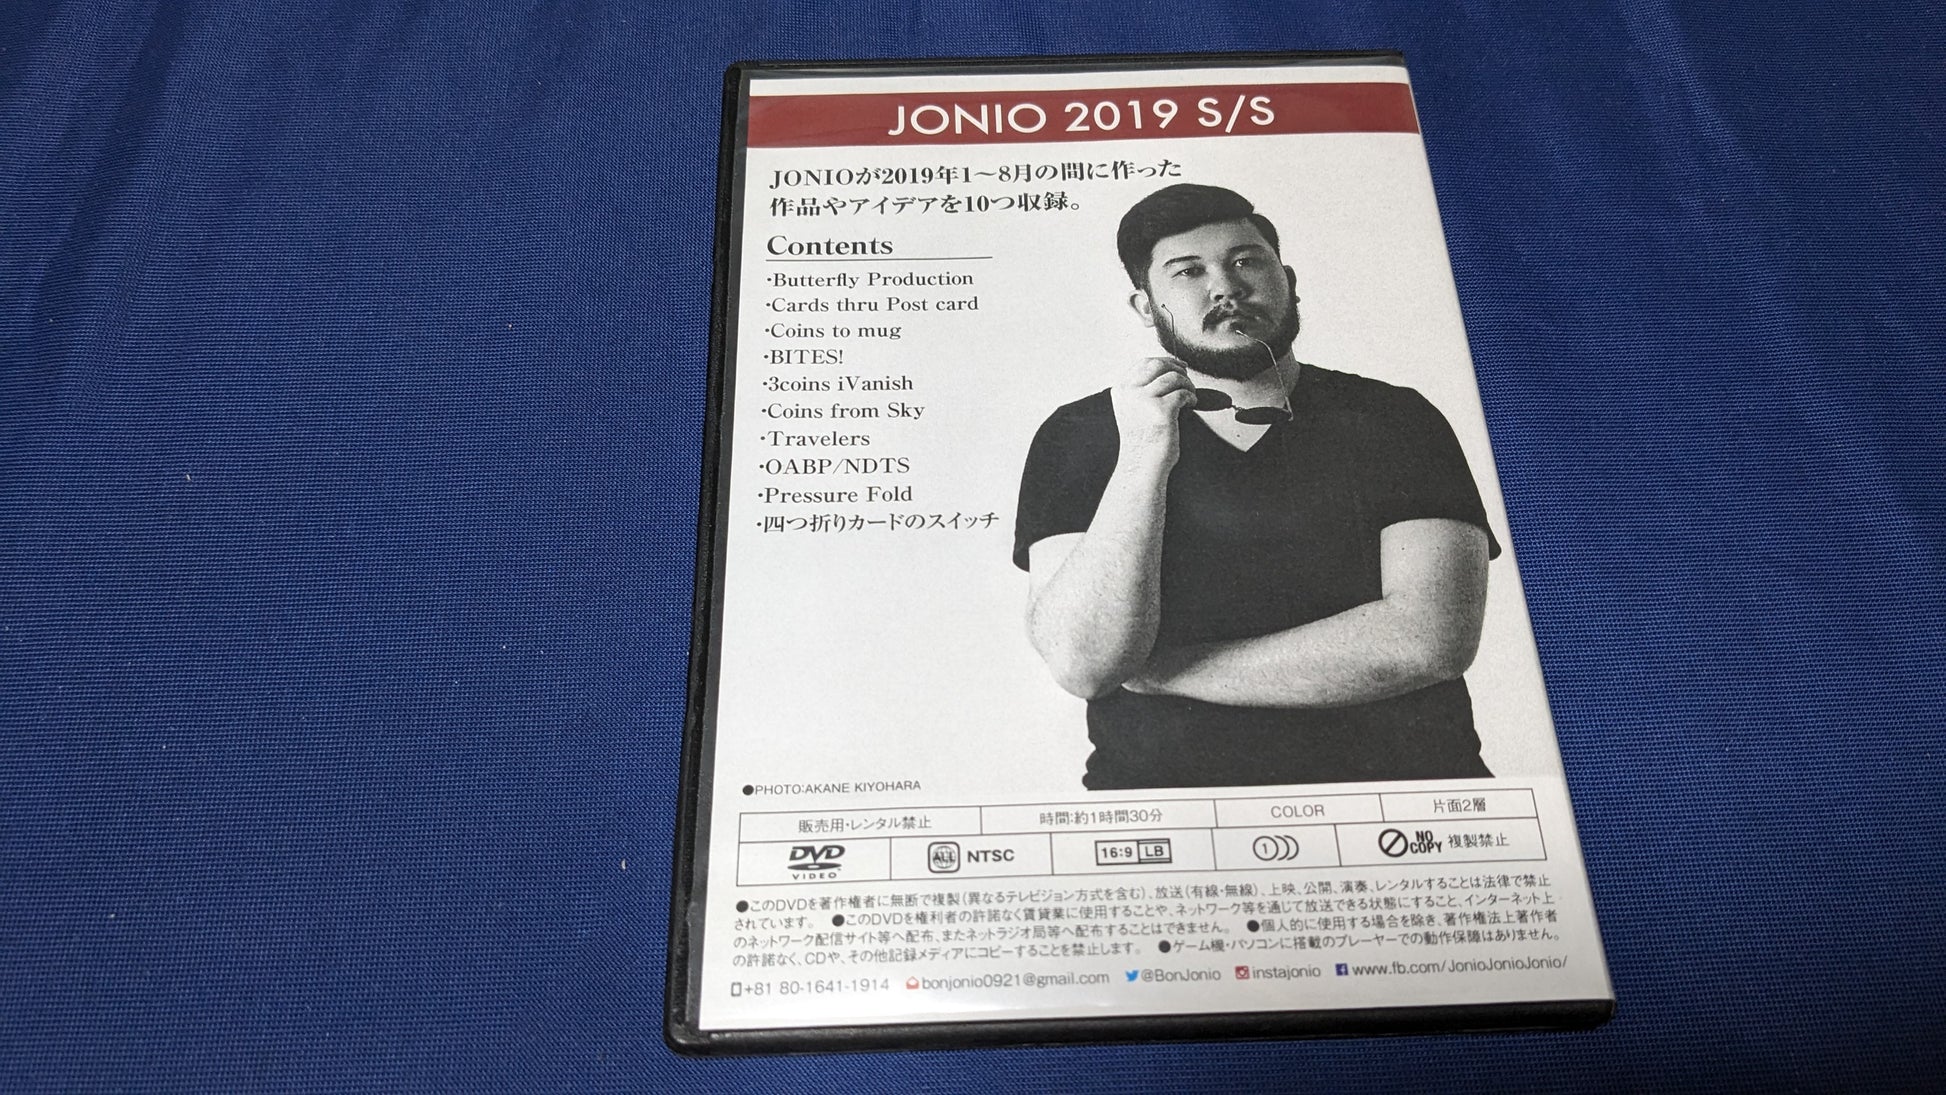 JONIO 2019 S/S
JONIOが2019年1〜8月の間に作った
作品やアイデアを10つ収録。
Contents
・Butterfly Production
・Cards thru Post card
・Coins to mug
・BITES!
・3coins iVanish
・Coins from Sky
・Travelers
・OABP/NDTS
・Pressure Fold
・四つ折りカードのスイッチ
●PHOTO:AKANE KIYOHARA
販売用・レンタル禁止 時間:約1時間30分 COLOR 片面2層
DVD VIDEO ALL NTSC 16:9 LB 1 NO COPY 複製禁止
●このDVDを著作権者に無断で複製(異なるテレビジョン方式を含む)、放送(有線・無線)、上映、公開、演奏、レンタルすることは法律で禁止
されています。 ●このDVDを権利者の許諾なく賃貸業に使用することや、ネットワーク等を通じて放送できる状態にすること、インターネット上
のネットワーク配信サイト等へ配布、またネットラジオ局等へ配布することはできません。 ●個人的に使用する場合を除き、著作権法上著作者
の許諾なく、CDや、その他記録メディアにコピーすることを禁止します。 ●ゲーム機・パソコンに搭載のプレーヤーでの動作保障はありません。
+81 80-1641-1914 bonjonio0921@gmail.com @BonJonio instajonio www.fb.com/JonioJonioJonio/